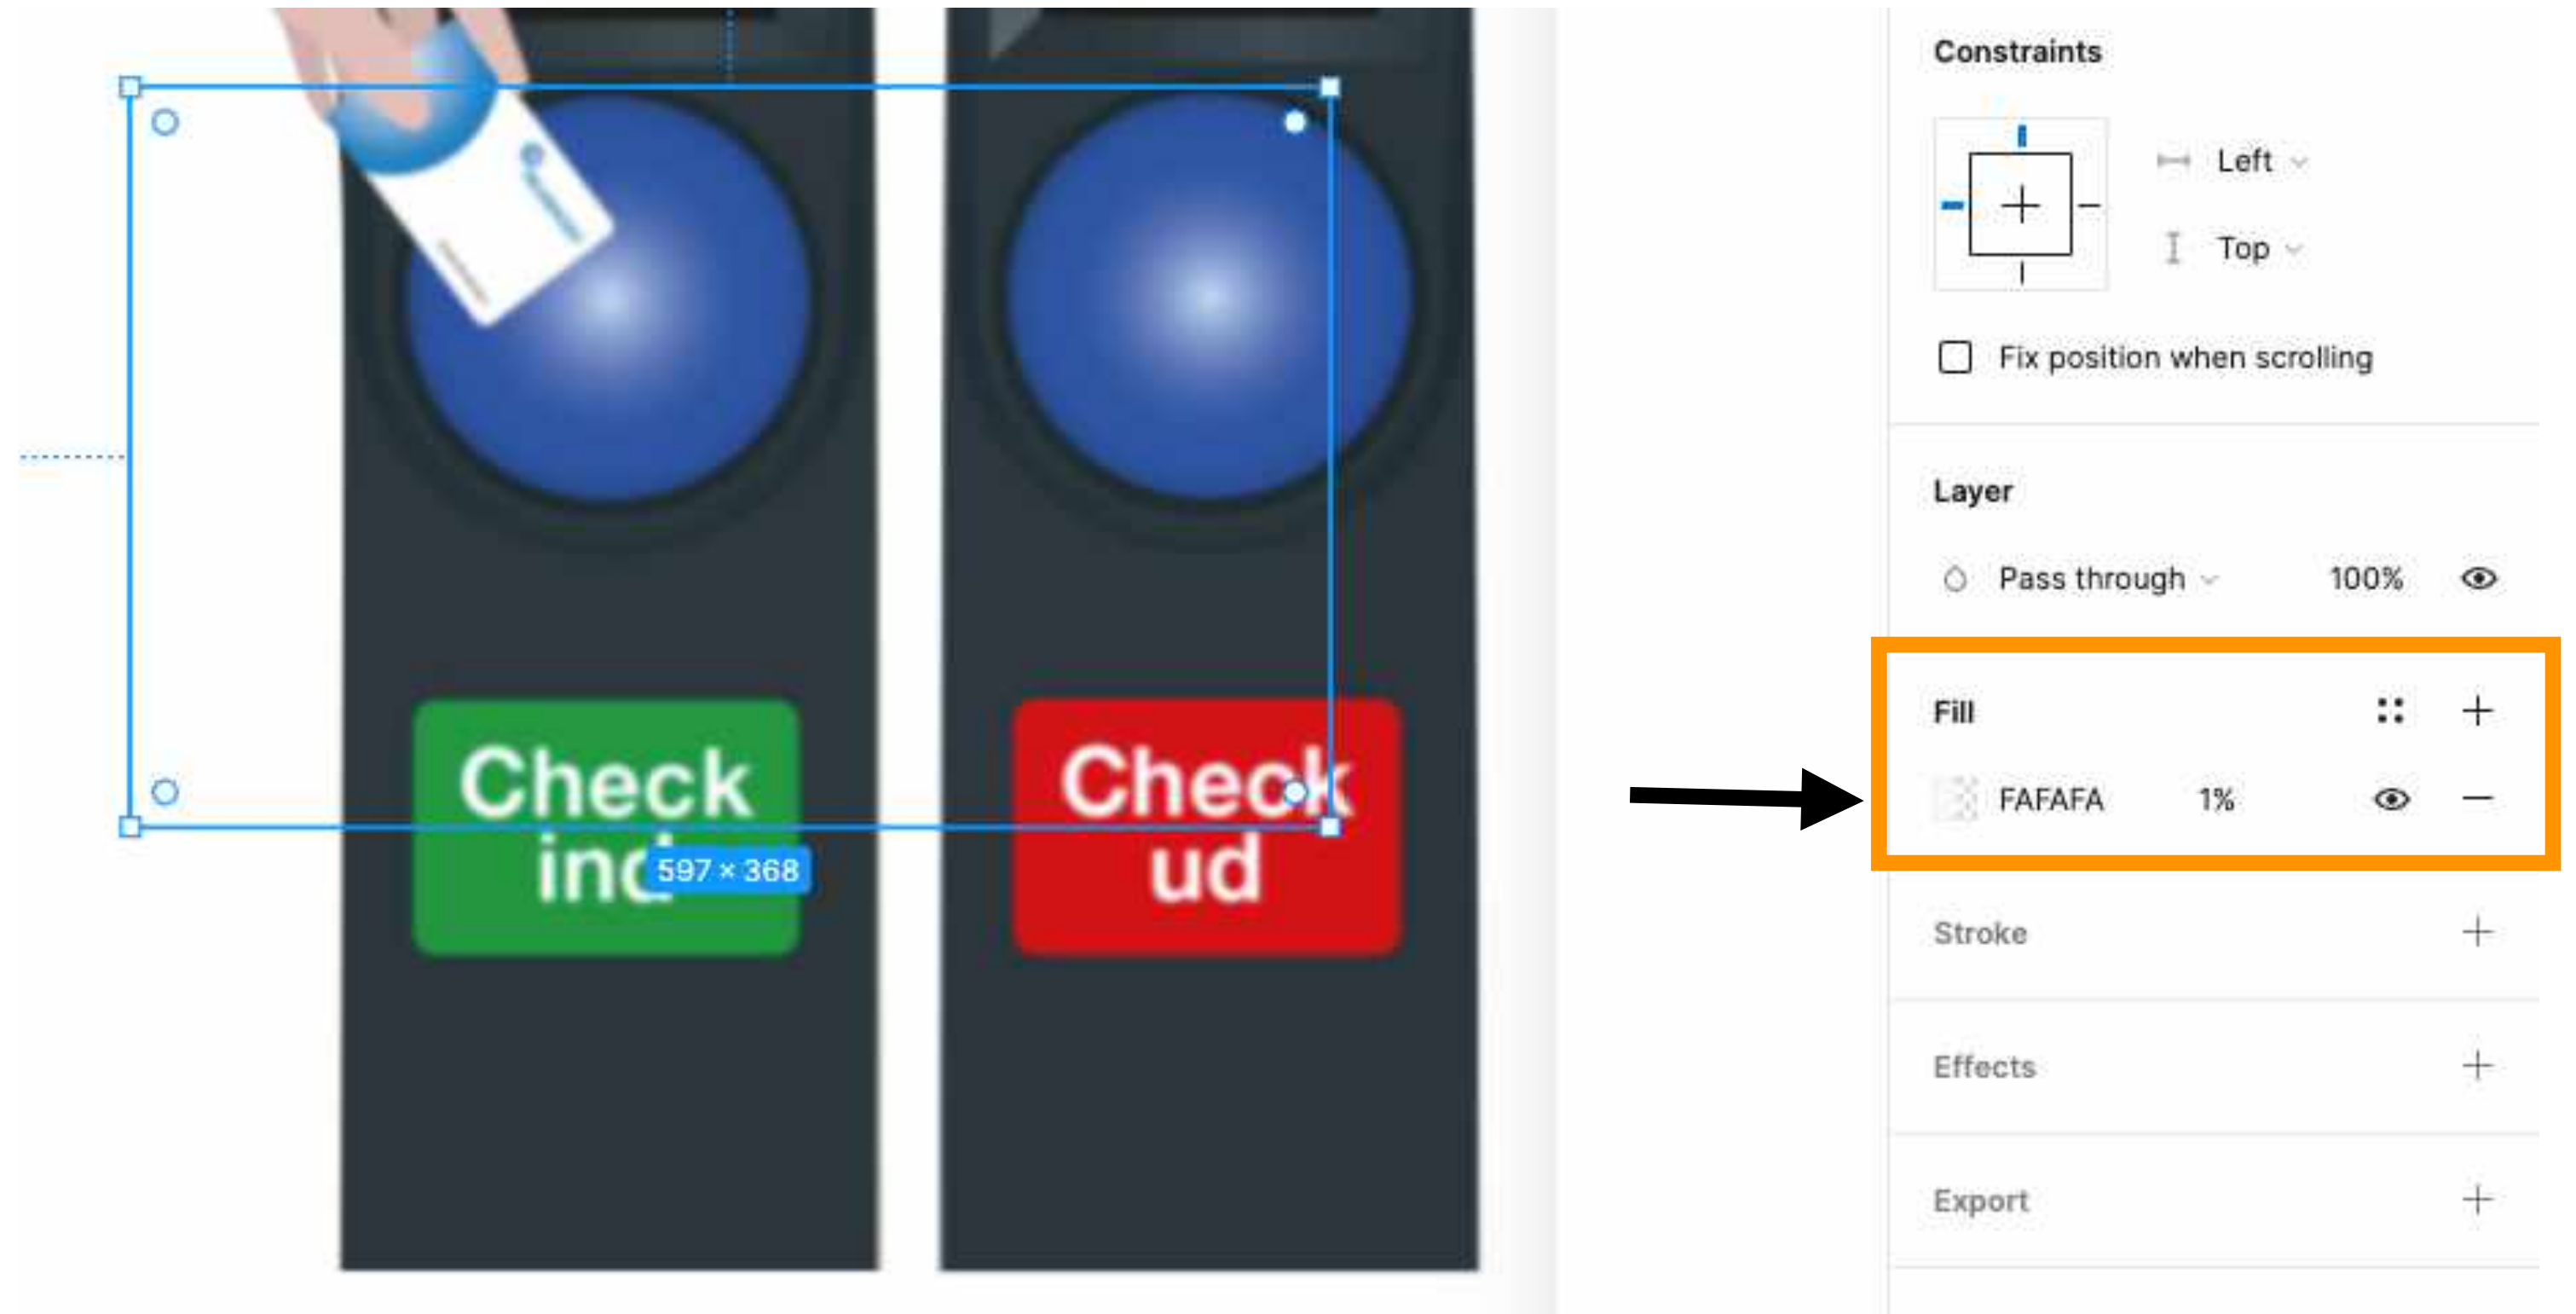 Check
ind
597 × 368
Check
ud
Constraints
Left
Top
Fix position when scrolling
Layer
Pass through 100%
Fill
FAFAFA 1%
Stroke
Effects
Export